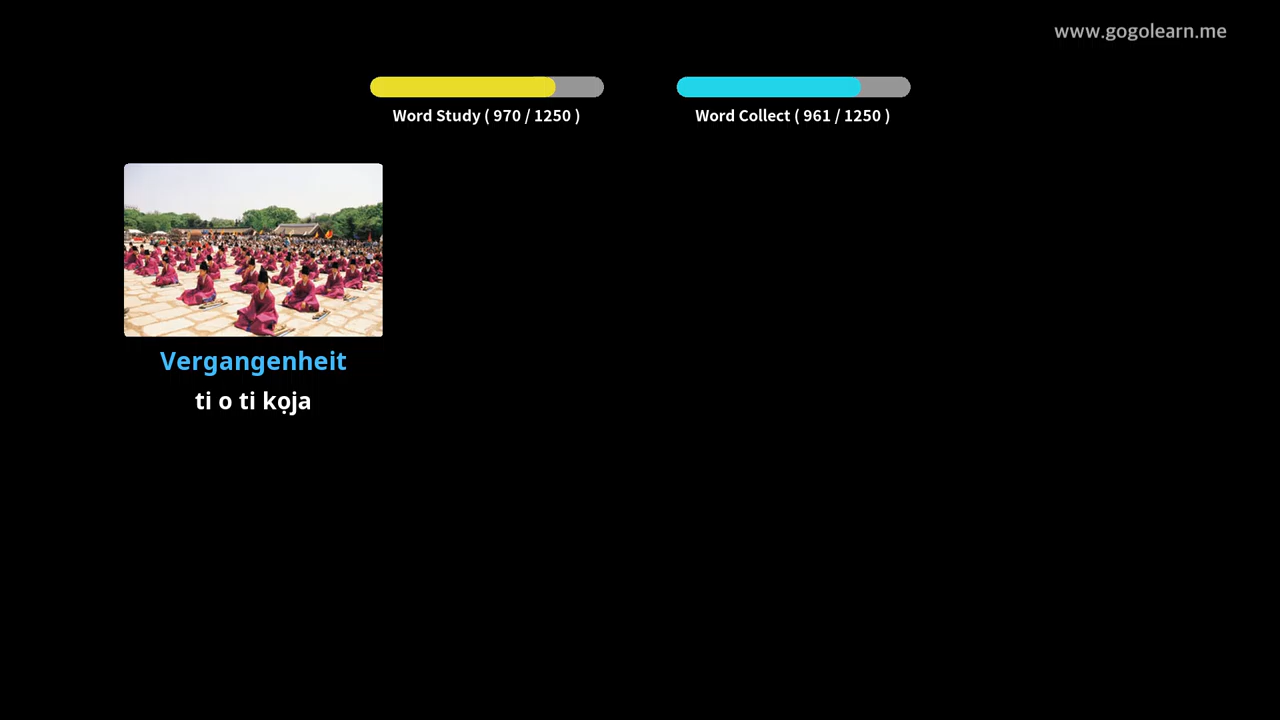 www.gogolearn.me
Word Study ( 970 / 1250 )
Word Collect ( 961 / 1250 )
Vergangenheit
ti o ti kọja